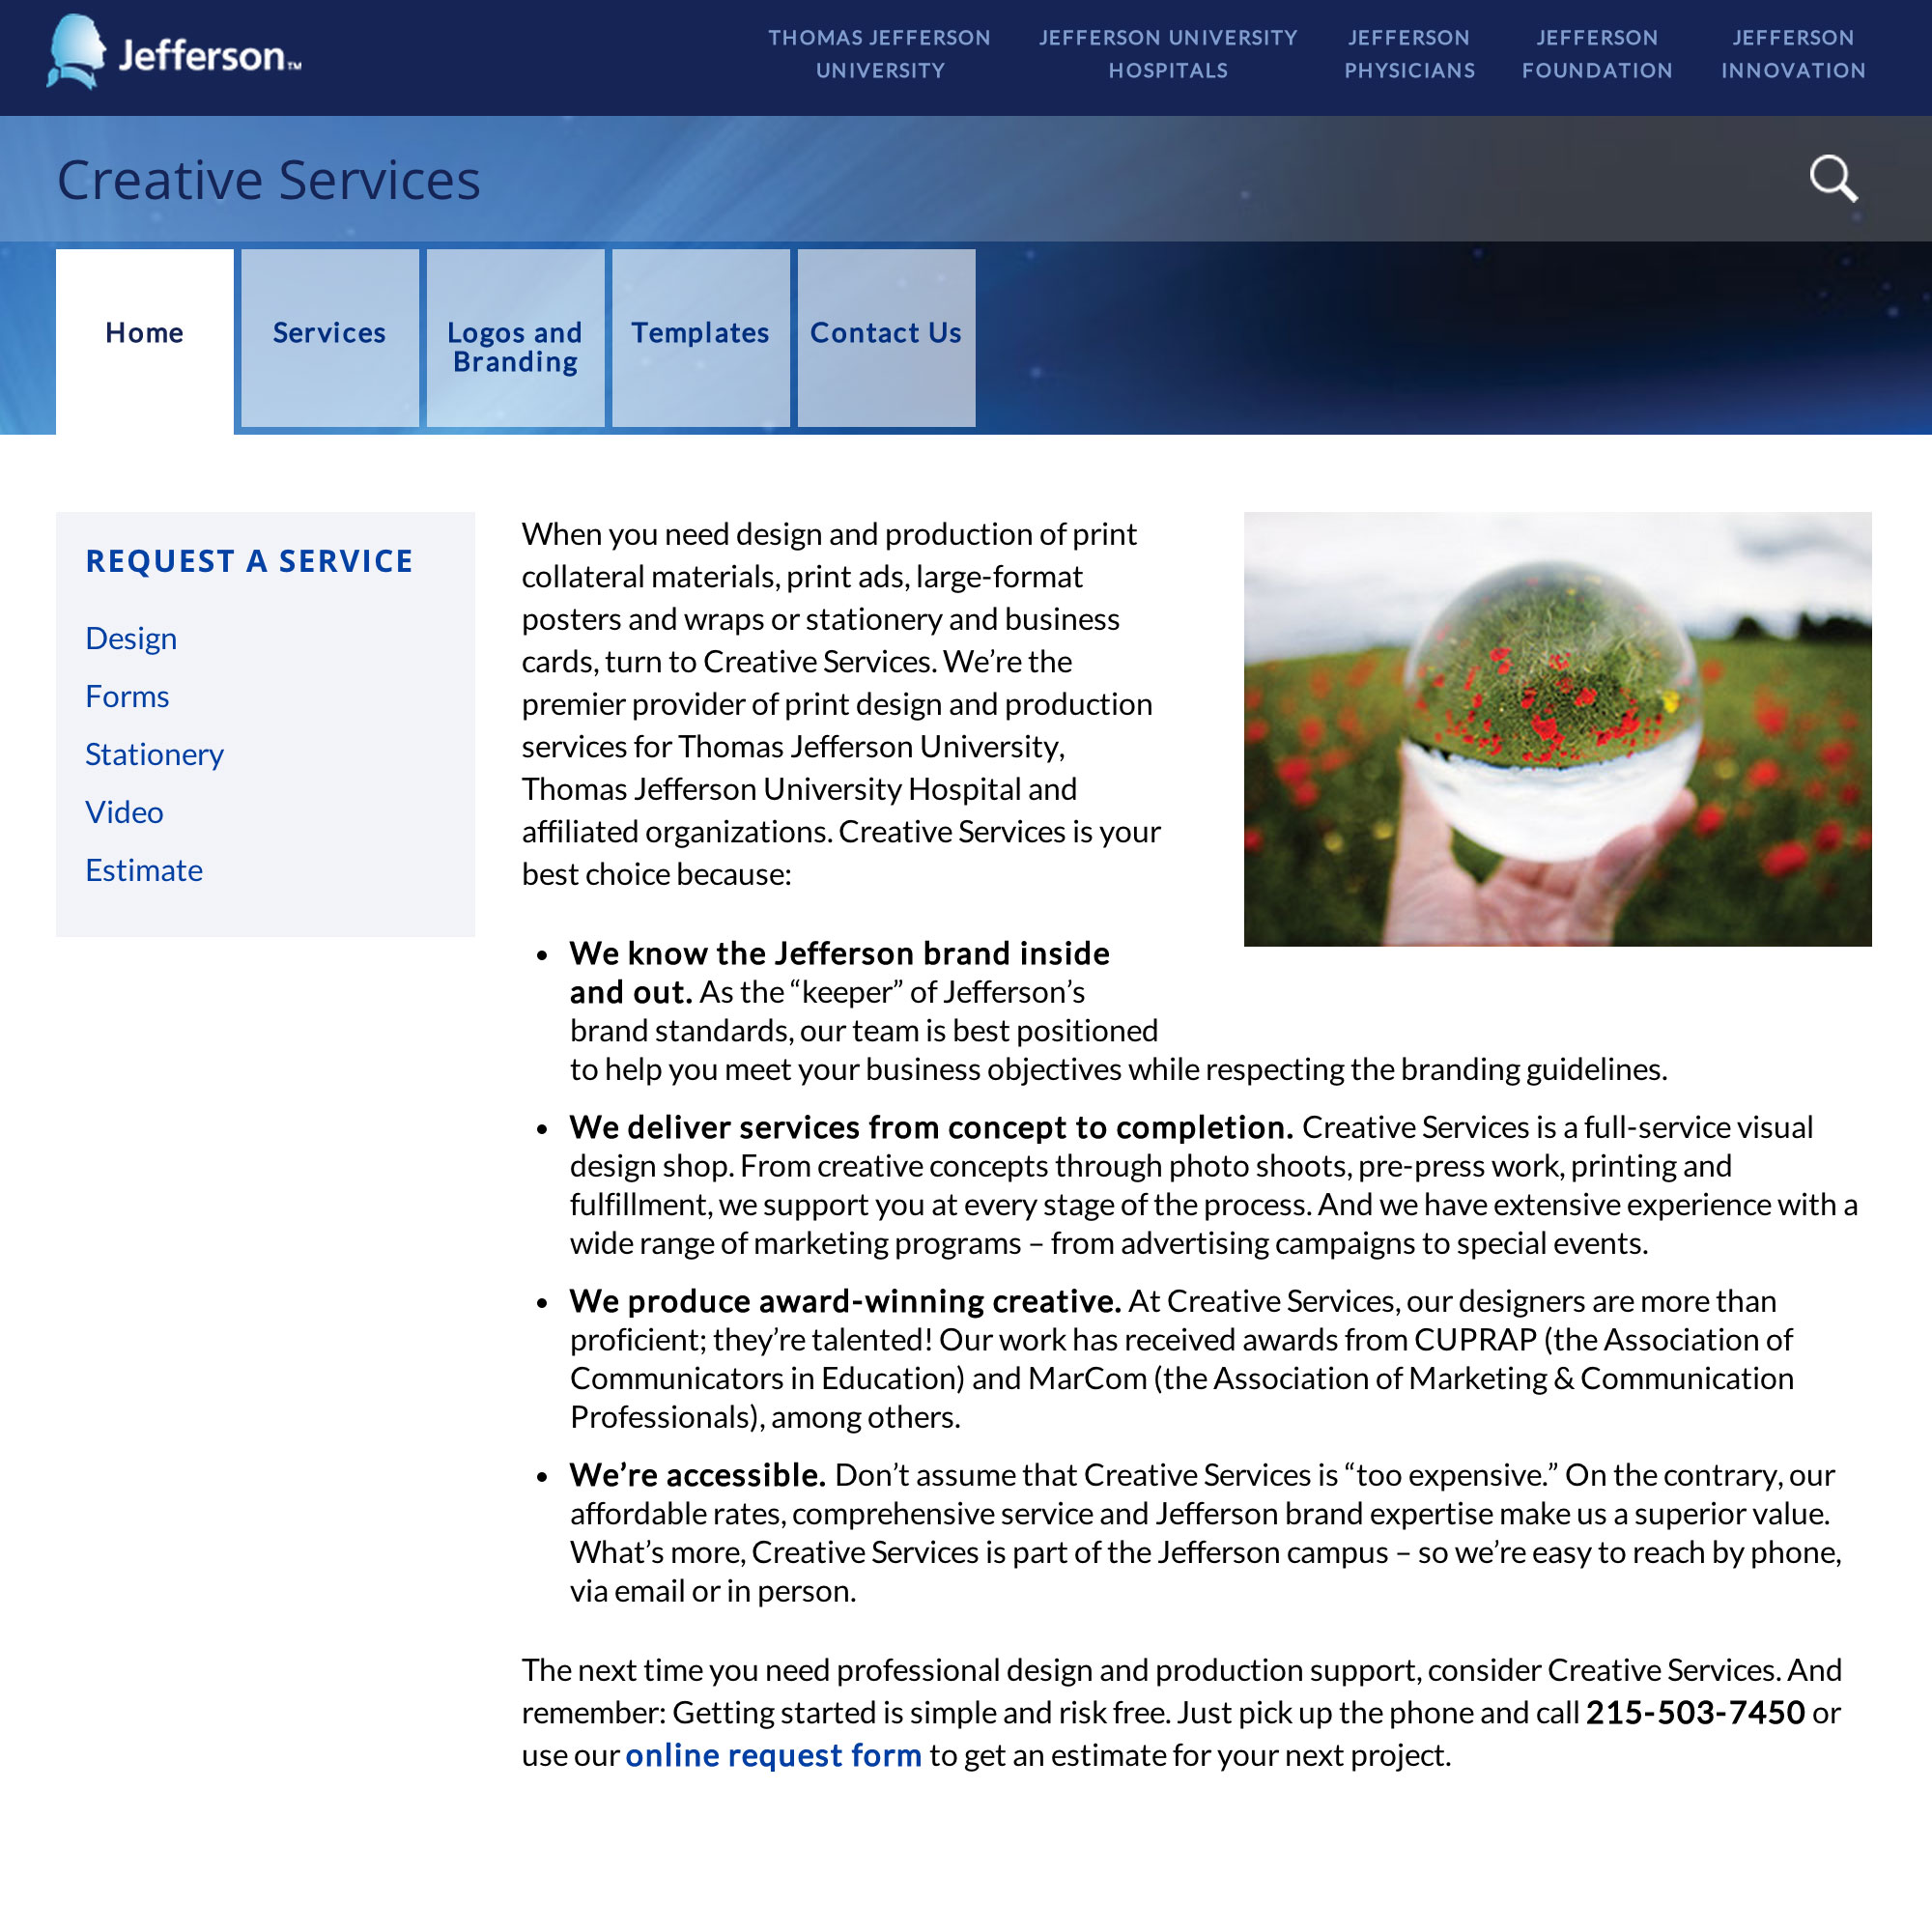 Jefferson™
THOMAS JEFFERSON
UNIVERSITY
JEFFERSON UNIVERSITY
HOSPITALS
JEFFERSON
PHYSICIANS
JEFFERSON
FOUNDATION
JEFFERSON
INNOVATION
Creative Services
Home
Services
Logos and
Branding
Templates
Contact Us
REQUEST A SERVICE
Design
Forms
Stationery
Video
Estimate
When you need design and production of print
collateral materials, print ads, large-format
posters and wraps or stationery and business
cards, turn to Creative Services. We’re the
premier provider of print design and production
services for Thomas Jefferson University,
Thomas Jefferson University Hospital and
affiliated organizations. Creative Services is your
best choice because:
• We know the Jefferson brand inside
and out. As the “keeper” of Jefferson’s
brand standards, our team is best positioned
to help you meet your business objectives while respecting the branding guidelines.
• We deliver services from concept to completion. Creative Services is a full-service visual
design shop. From creative concepts through photo shoots, pre-press work, printing and
fulfillment, we support you at every stage of the process. And we have extensive experience with a
wide range of marketing programs – from advertising campaigns to special events.
• We produce award-winning creative. At Creative Services, our designers are more than
proficient; they’re talented! Our work has received awards from CUPRAP (the Association of
Communicators in Education) and MarCom (the Association of Marketing & Communication
Professionals), among others.
• We’re accessible. Don’t assume that Creative Services is “too expensive.” On the contrary, our
affordable rates, comprehensive service and Jefferson brand expertise make us a superior value.
What’s more, Creative Services is part of the Jefferson campus – so we’re easy to reach by phone,
via email or in person.
The next time you need professional design and production support, consider Creative Services. And
remember: Getting started is simple and risk free. Just pick up the phone and call 215-503-7450 or
use our online request form to get an estimate for your next project.